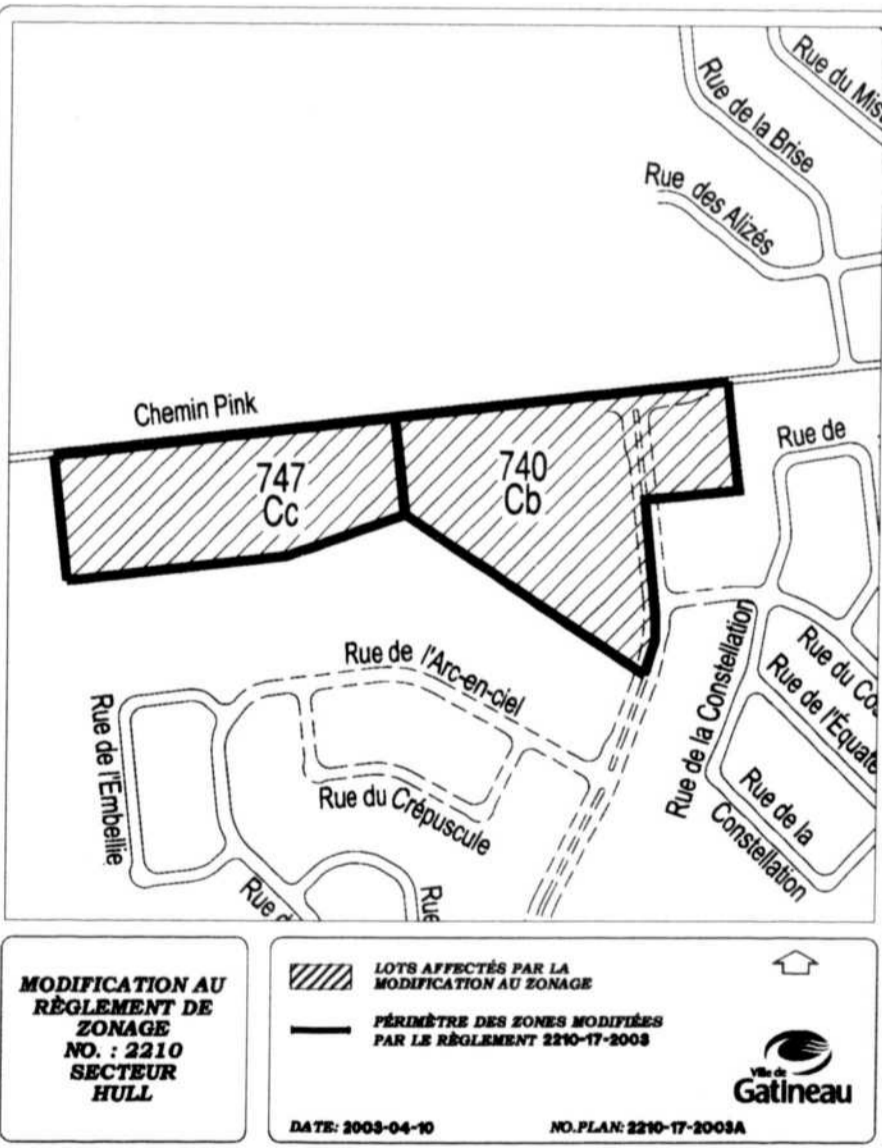 Rue du
Rue de la Brise
Rue des Alizés
Chemin Pink
Rue de
747
Cc
740
Cb
Rue de l'Arc-en-ciel
Rue de la Constellation
Rue du
Rue de l'Embellie
Rue de
Rue du Crépuscule
Rue de la
Constellation
Rue
Rue
MODIFICATION AU
RÈGLEMENT DE
ZONAGE
NO. : 2210
SECTEUR
HULL
LOTS AFFECTÉS PAR LA
MODIFICATION AU ZONAGE
PÉRIMÈTRE DES ZONES MODIFIÉES
PAR LE RÈGLEMENT 2210-17-2003
Ville de
Gatineau
DATE: 2003-04-10
NO.PLAN: 2210-17-2003A